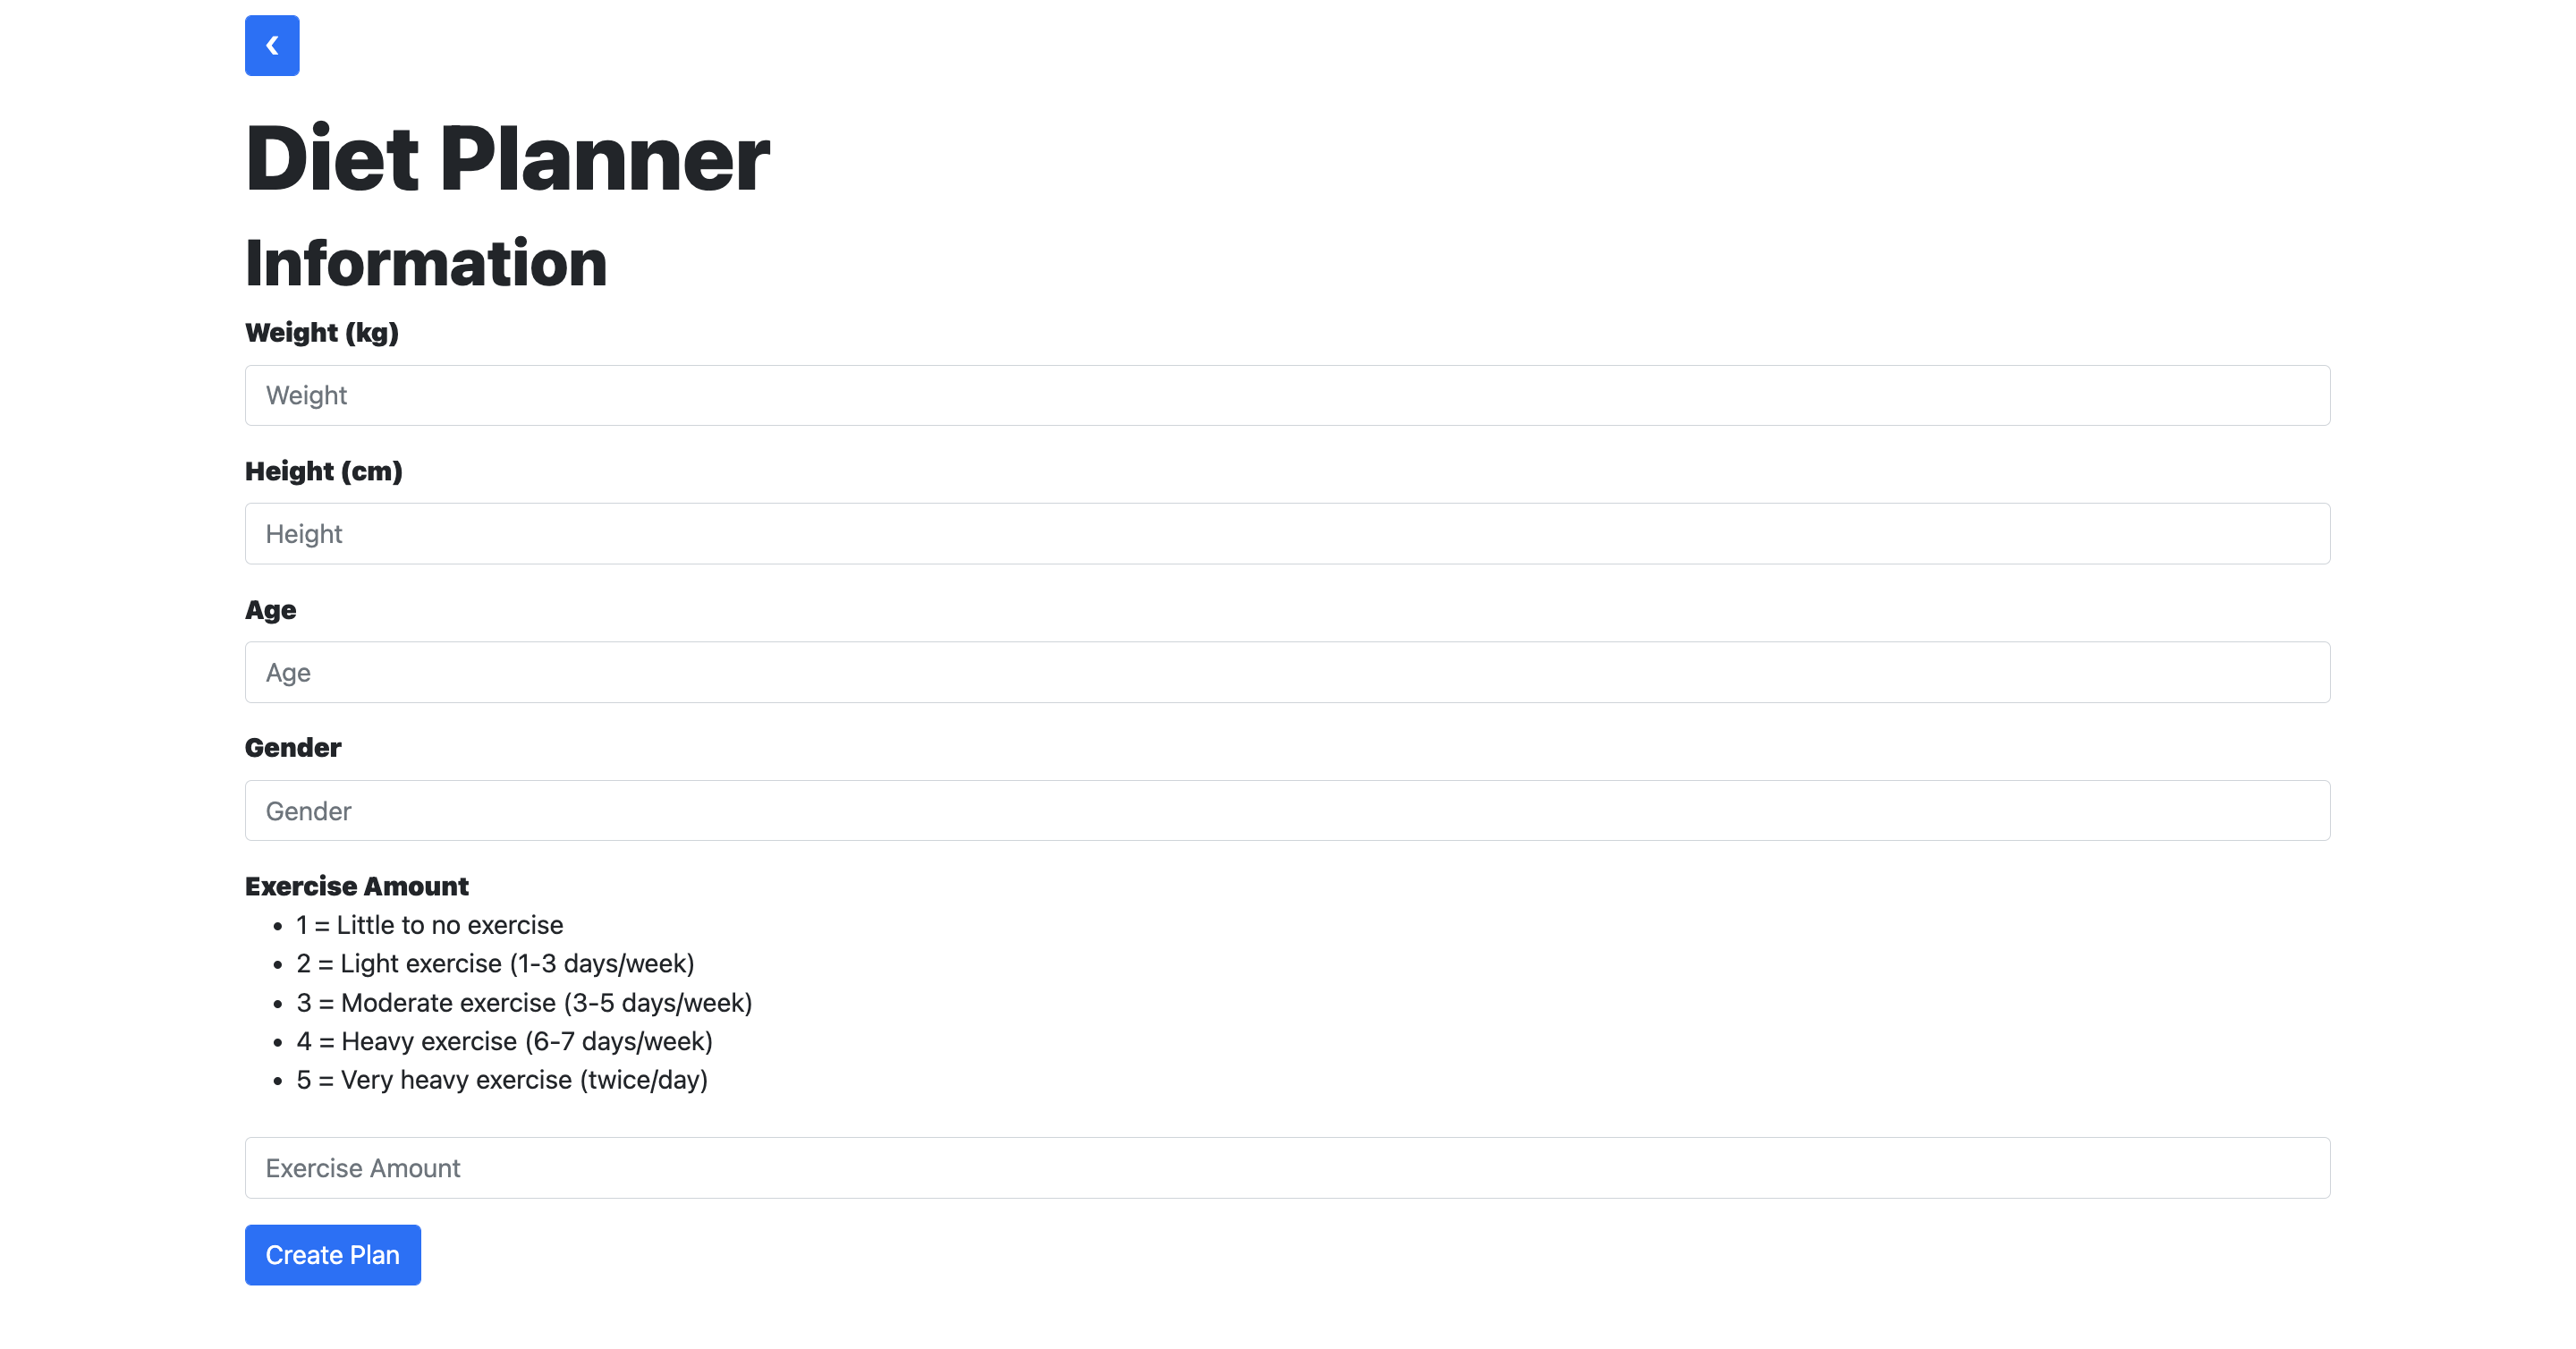 Diet Planner
Information
Weight (kg)
Weight
Height (cm)
Height
Age
Age
Gender
Gender
Exercise Amount
• 1 = Little to no exercise
• 2 = Light exercise (1-3 days/week)
• 3 = Moderate exercise (3-5 days/week)
• 4 = Heavy exercise (6-7 days/week)
• 5 = Very heavy exercise (twice/day)
Exercise Amount
Create Plan